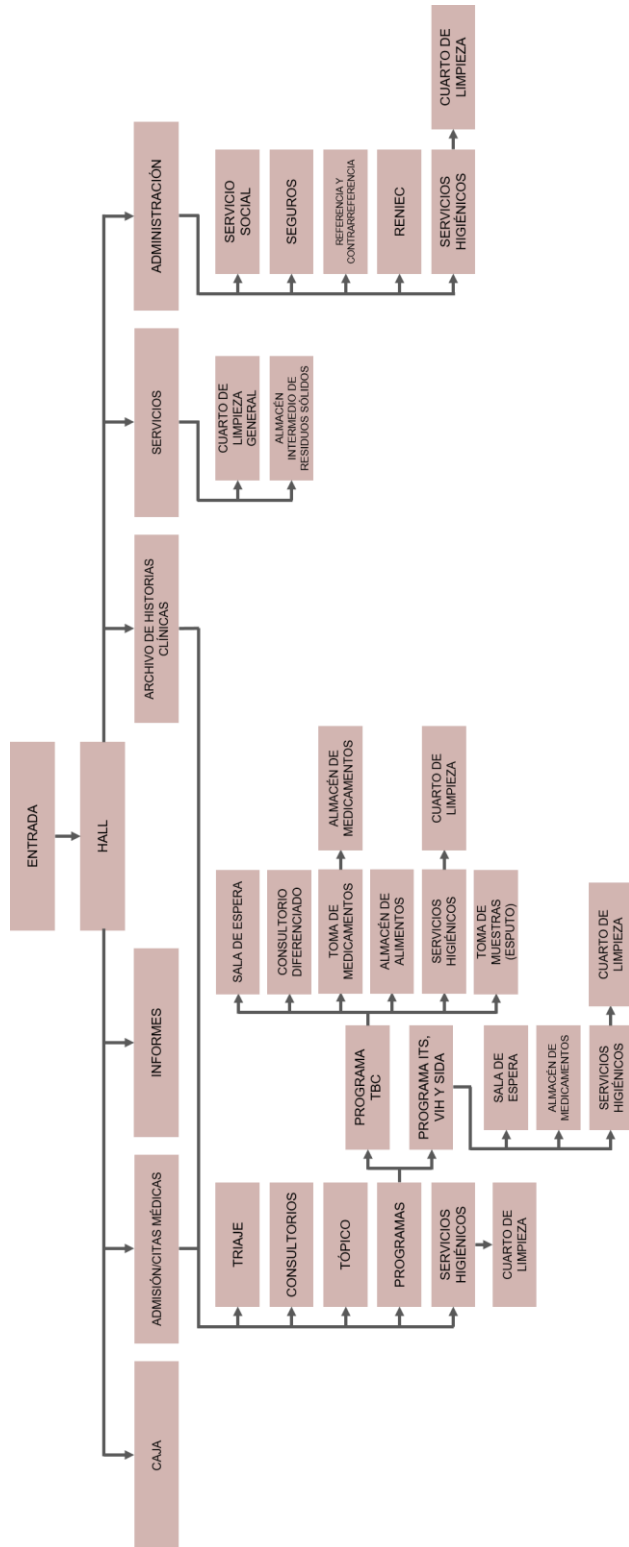 ENTRADA
HALL
CAJA
ADMISIÓN/CITAS MÉDICAS
INFORMES
ARCHIVO DE HISTORIAS
CLÍNICAS
SERVICIOS
ADMINISTRACIÓN
TRIAJE
CONSULTORIOS
TÓPICO
PROGRAMAS
SERVICIOS
HIGIÉNICOS
CUARTO DE
LIMPIEZA
PROGRAMA
TBC
PROGRAMA ITS,
VIH Y SIDA
SALA DE ESPERA
CONSULTORIO
DIFERENCIADO
TOMA DE
MEDICAMENTOS
ALMACÉN DE
MEDICAMENTOS
ALMACÉN DE
ALIMENTOS
SERVICIOS
HIGIÉNICOS
CUARTO DE
LIMPIEZA
TOMA DE
MUESTRAS
(ESPUTO)
SALA DE
ESPERA
ALMACÉN DE
MEDICAMENTOS
SERVICIOS
HIGIÉNICOS
CUARTO DE
LIMPIEZA
CUARTO DE
LIMPIEZA
GENERAL
ALMACÉN
INTERMEDIO DE
RESIDUOS SÓLIDOS
SERVICIO
SOCIAL
SEGUROS
REFERENCIA Y
CONTRARREFERENCIA
RENIEC
SERVICIOS
HIGIÉNICOS
CUARTO DE
LIMPIEZA